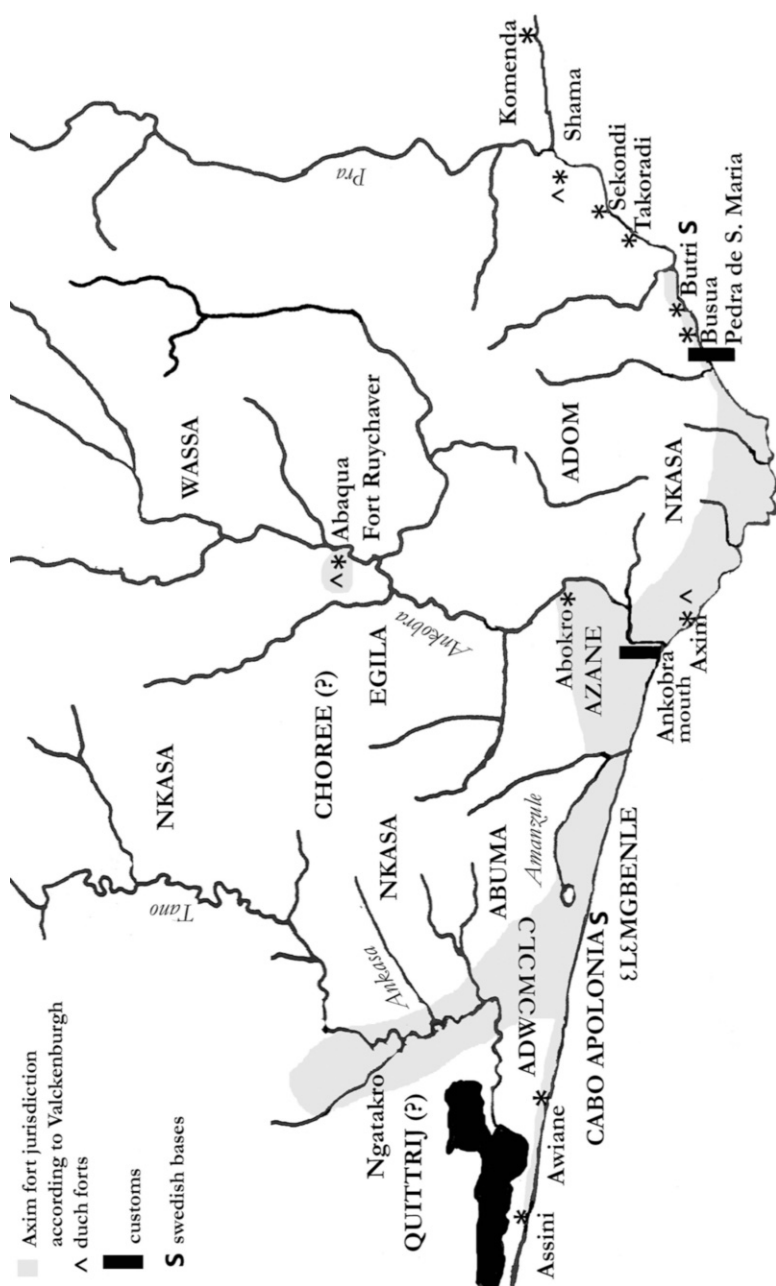 Axim fort jurisdiction
according to Valckenburgh
^ duch forts
customs
S swedish bases
Tano
NKASA
WASSA
Pra
Ngatakro
Ankasa
CHOREE (?)
Abaqua
Fort Ruychaver
QUITTRIJ (?)
NKASA
EGILA
Ankobra
ABUMA
ADWƆMƆLƆ
Amanzule
Abokro
AZANE
ADOM
Komenda
Shama
Sekondi
Takoradi
Assini
Awiane
CABO APOLONIA S
ƐLƐMGBENLE
Ankobra
mouth
Axim
NKASA
Butri S
Busua
Pedra de S. Maria